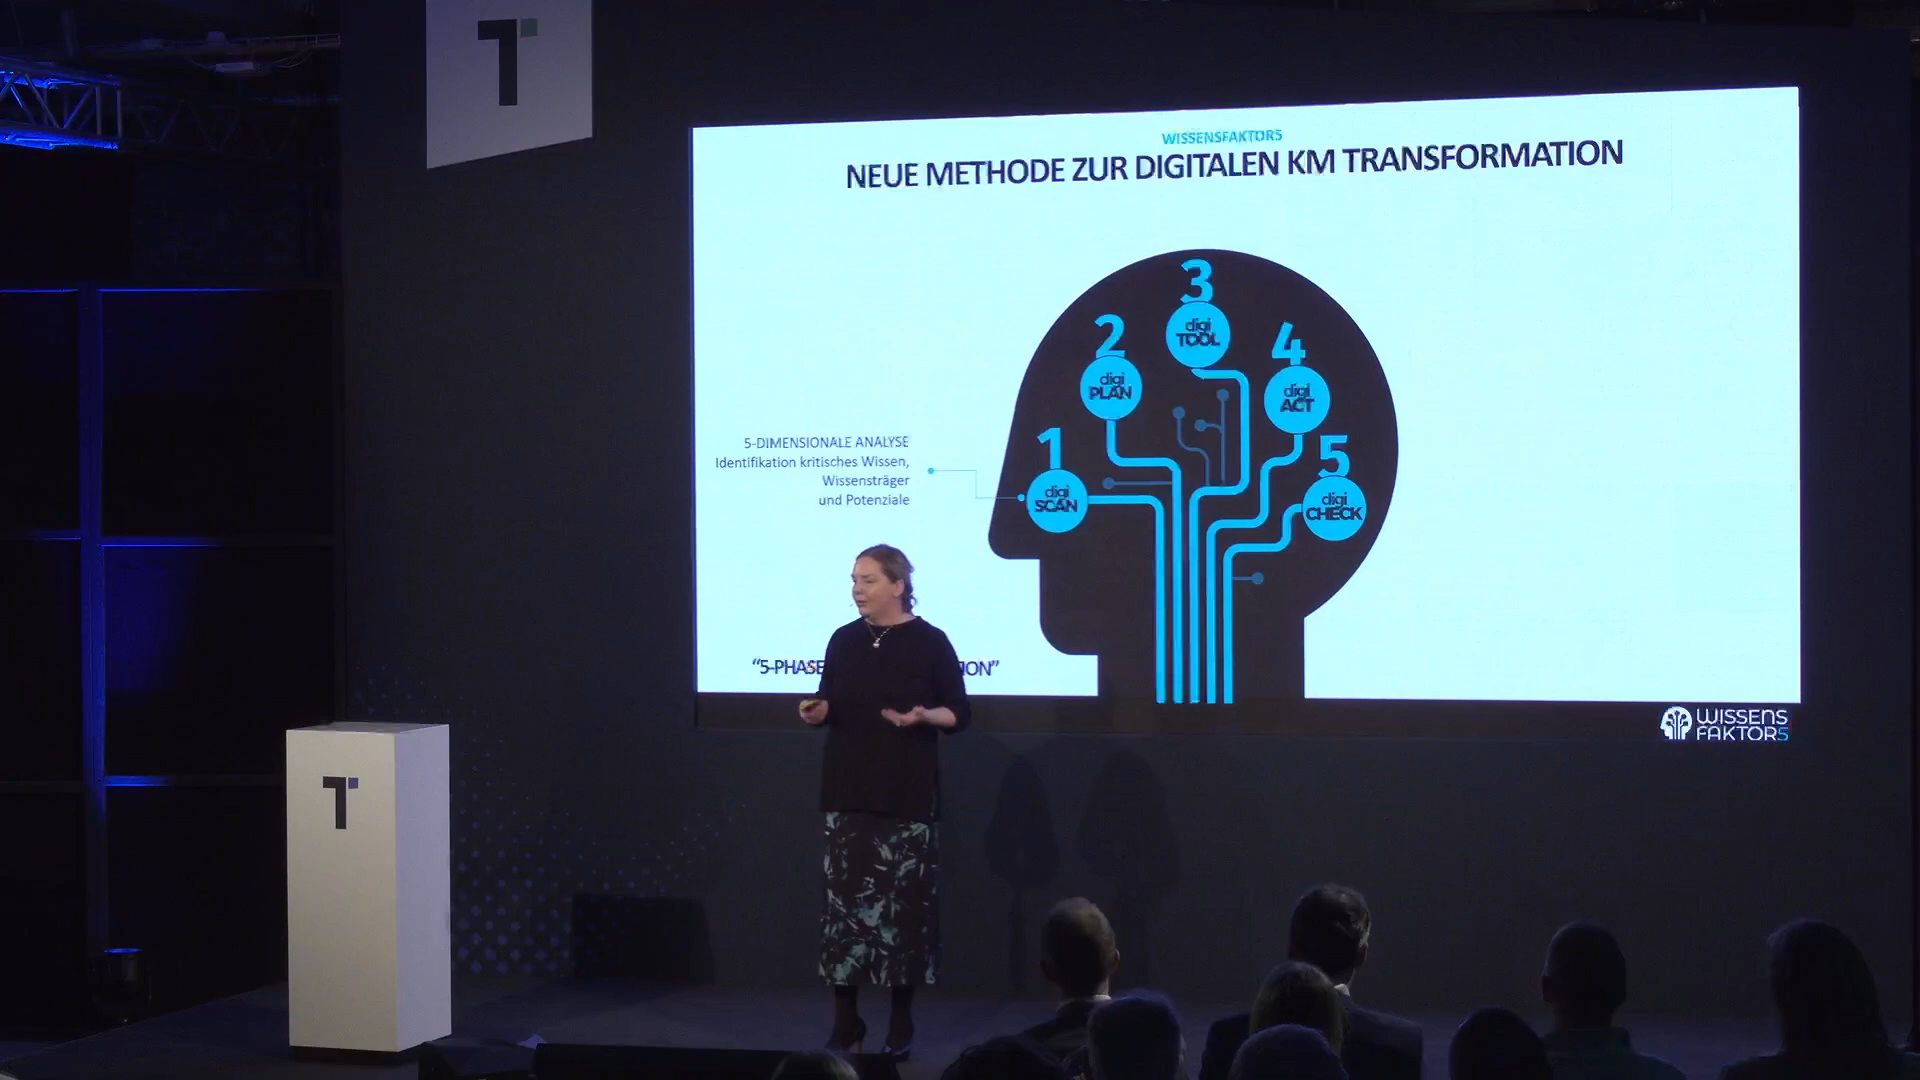 T
WISSENSFAKTOR5
NEUE METHODE ZUR DIGITALEN KM TRANSFORMATION
3
digi
TOOL
2
digi
PLAN
4
digi
ACT
5-DIMENSIONALE ANALYSE
Identifikation kritisches Wissen,
Wissensträger
und Potenziale
1
digi
SCAN
5
digi
CHECK
“5-PHASE
ION”
WISSENS
FAKTOR5
T